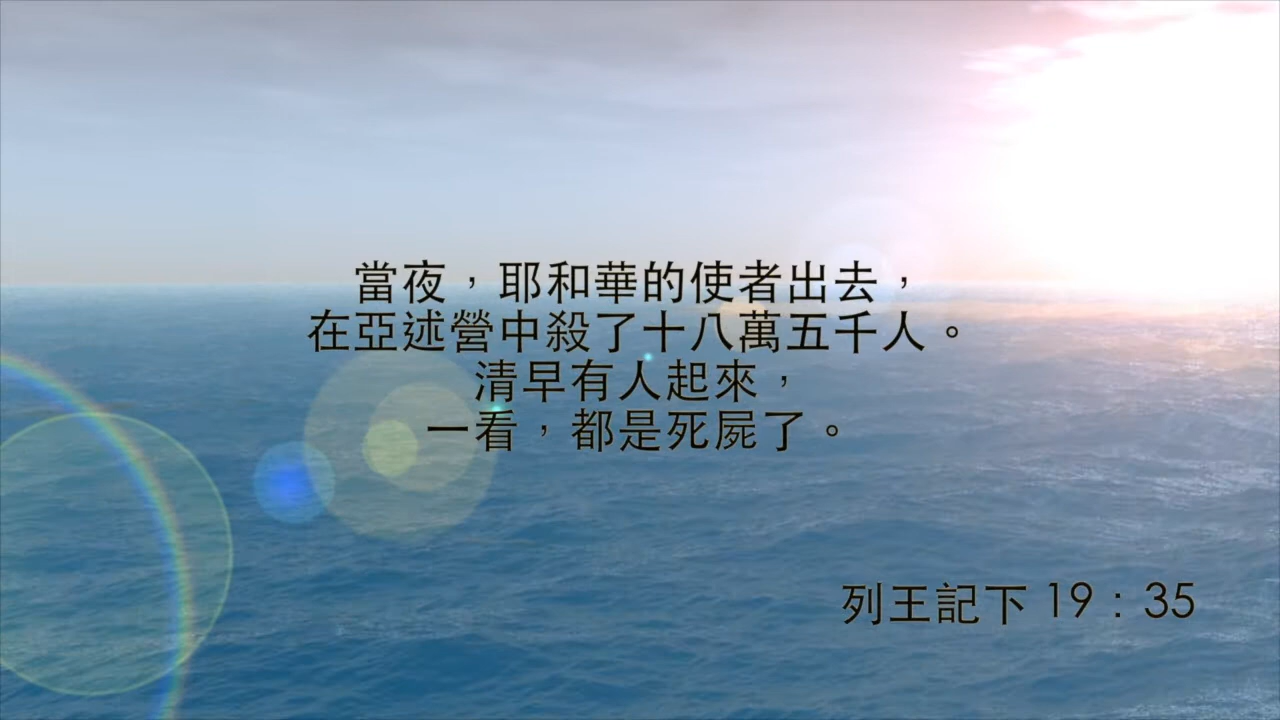 當夜，耶和華的使者出去，
在亞述營中殺了十八萬五千人。
清早有人起來，
一看，都是死屍了。
列王記下 19：35